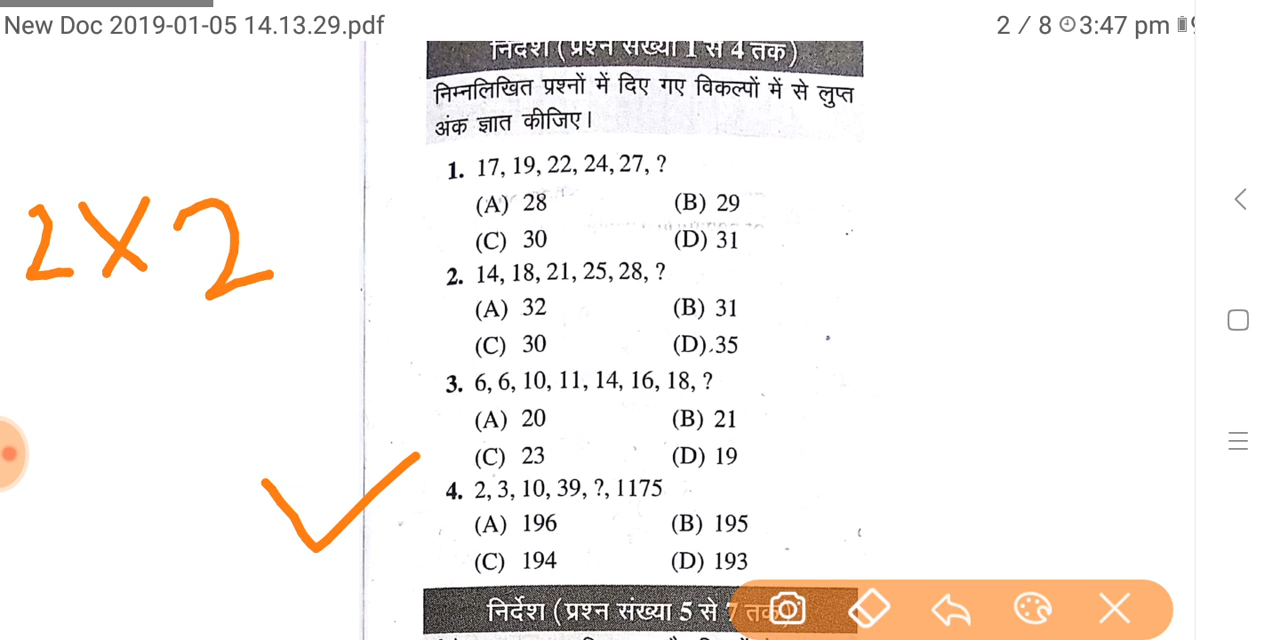 New Doc 2019-01-05 14.13.29.pdf
2 / 8 3:47 pm
निर्देश (प्रश्न संख्या 1 से 4 तक)
निम्नलिखित प्रश्नों में दिए गए विकल्पों में से लुप्त
अंक ज्ञात कीजिए।
1. 17, 19, 22, 24, 27, ?
(A) 28 (B) 29
(C) 30 (D) 31
2 × 2
2. 14, 18, 21, 25, 28, ?
(A) 32 (B) 31
(C) 30 (D) 35
3. 6, 6, 10, 11, 14, 16, 18, ?
(A) 20 (B) 21
(C) 23 (D) 19
4. 2, 3, 10, 39, ?, 1175
(A) 196 (B) 195
(C) 194 (D) 193
निर्देश (प्रश्न संख्या 5 से 7 तक)